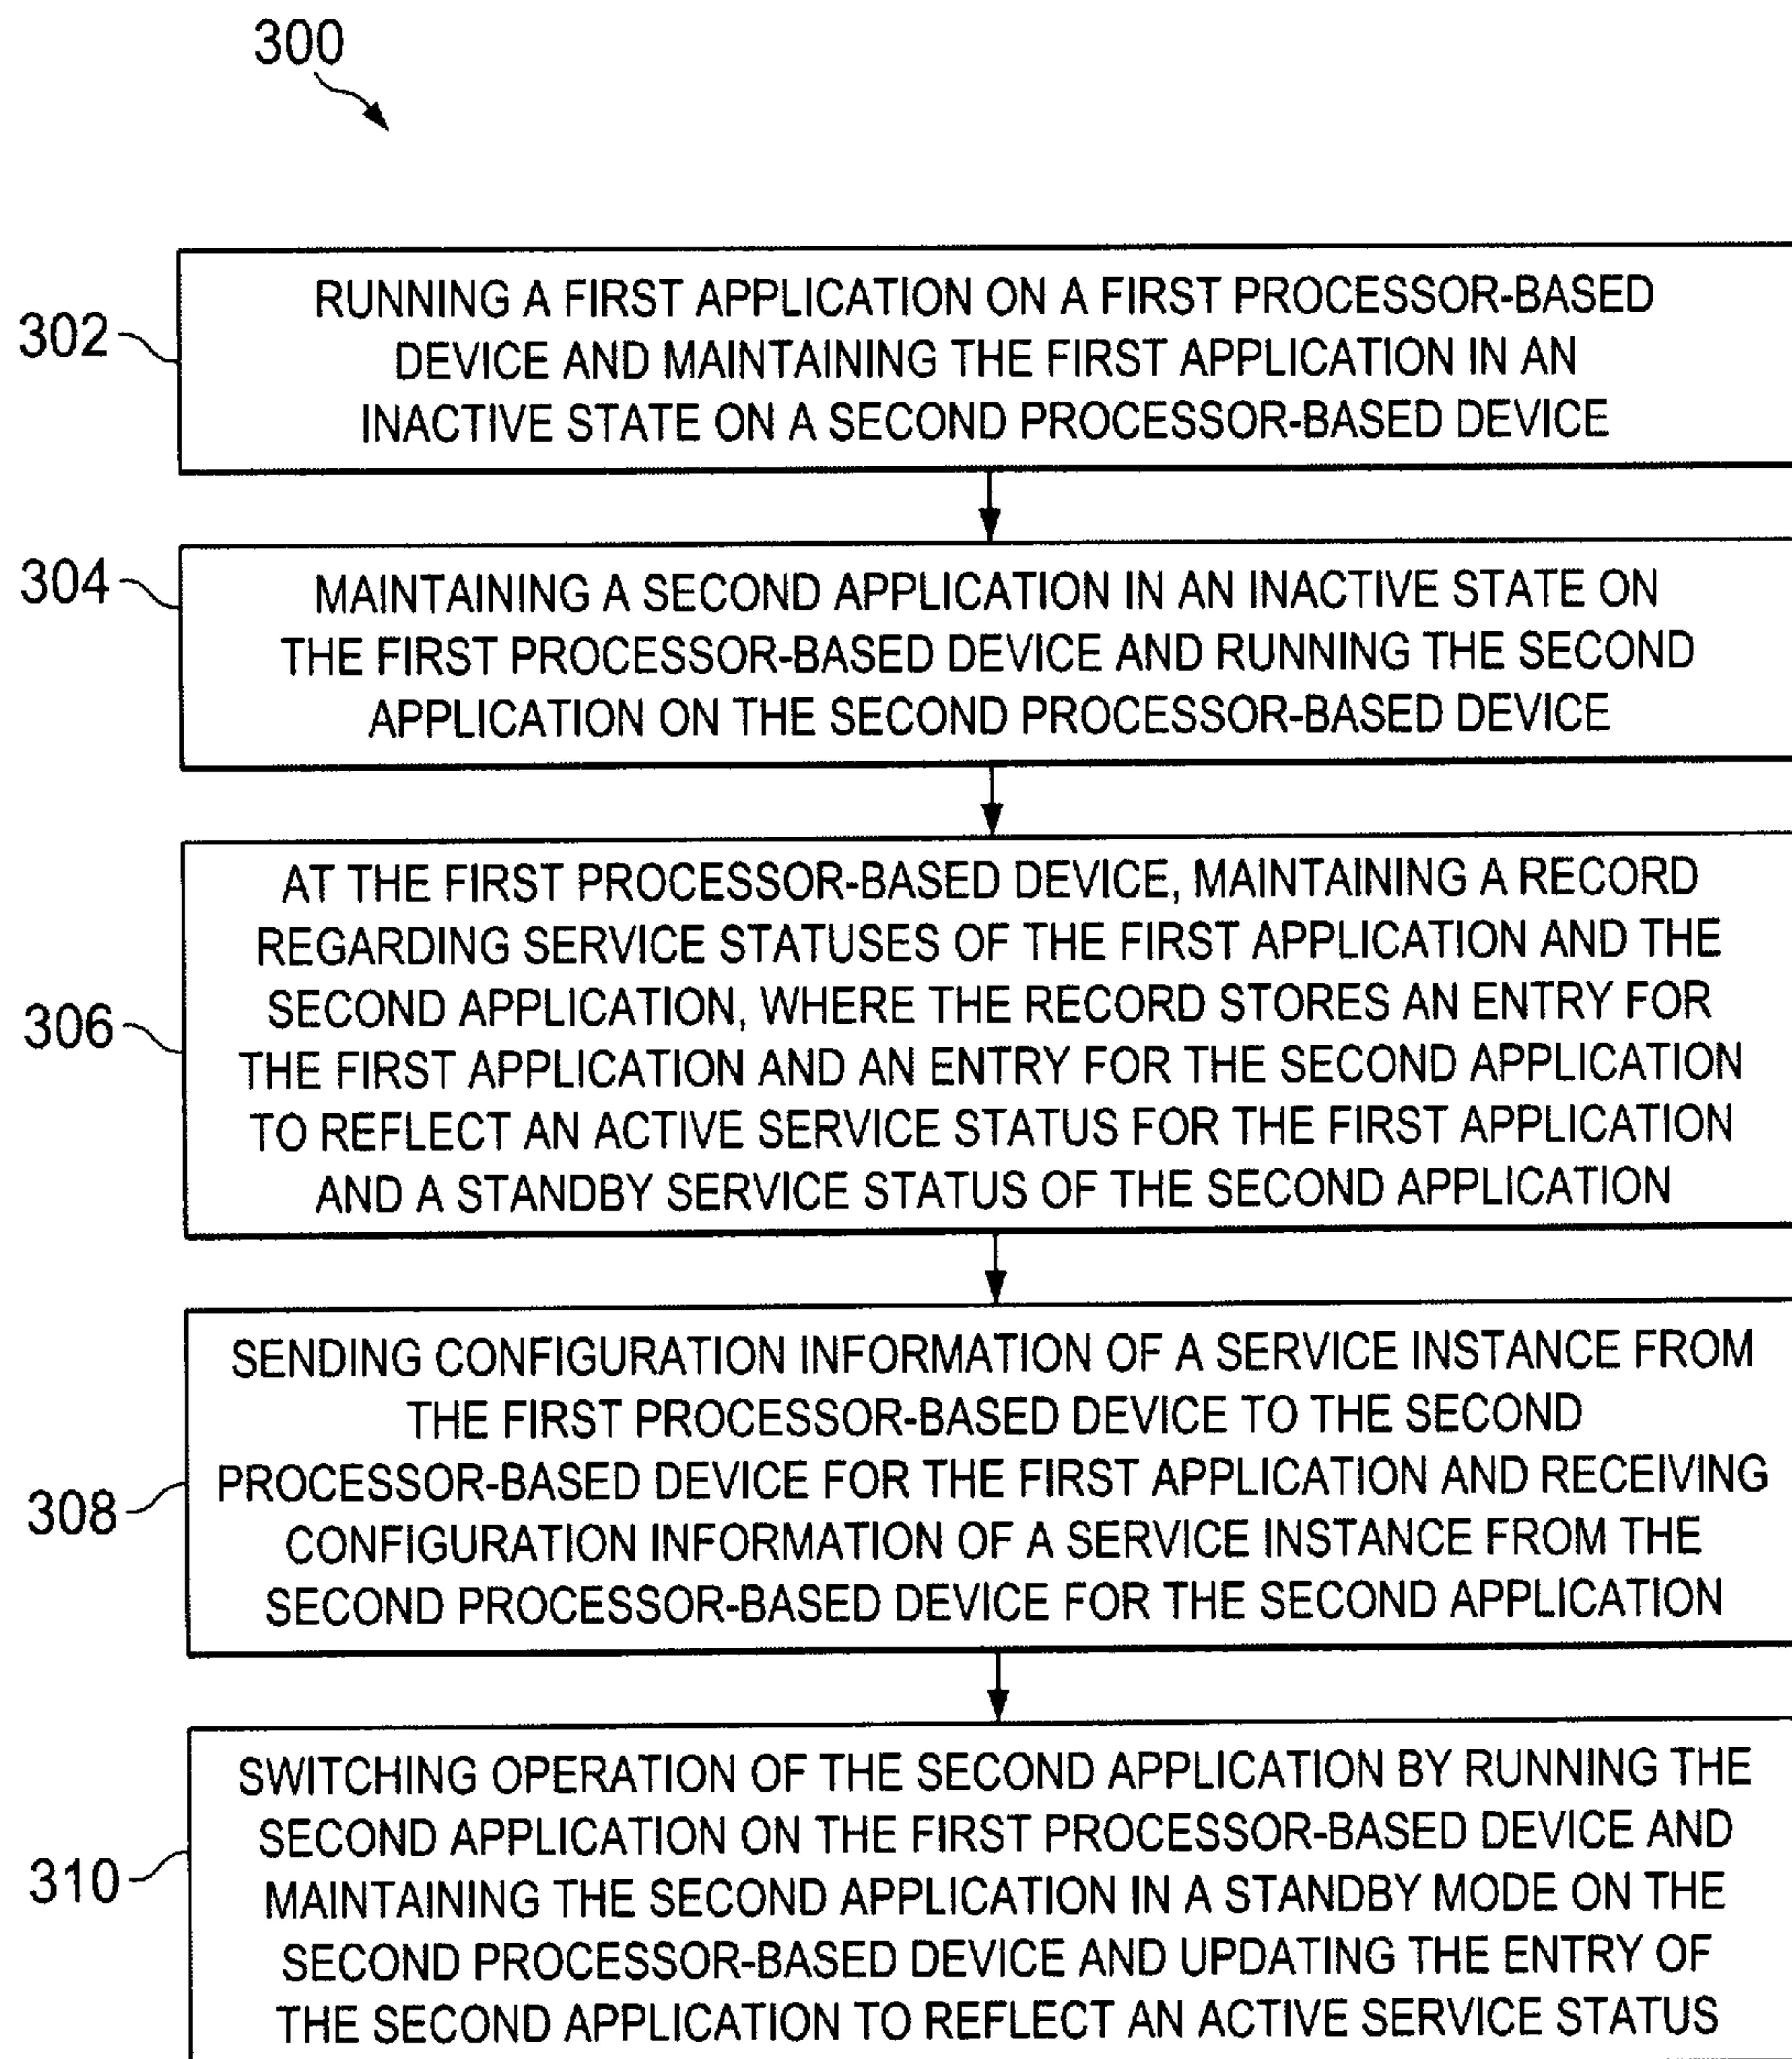 300
302
RUNNING A FIRST APPLICATION ON A FIRST PROCESSOR-BASED
DEVICE AND MAINTAINING THE FIRST APPLICATION IN AN
INACTIVE STATE ON A SECOND PROCESSOR-BASED DEVICE
304
MAINTAINING A SECOND APPLICATION IN AN INACTIVE STATE ON
THE FIRST PROCESSOR-BASED DEVICE AND RUNNING THE SECOND
APPLICATION ON THE SECOND PROCESSOR-BASED DEVICE
306
AT THE FIRST PROCESSOR-BASED DEVICE, MAINTAINING A RECORD
REGARDING SERVICE STATUSES OF THE FIRST APPLICATION AND THE
SECOND APPLICATION, WHERE THE RECORD STORES AN ENTRY FOR
THE FIRST APPLICATION AND AN ENTRY FOR THE SECOND APPLICATION
TO REFLECT AN ACTIVE SERVICE STATUS FOR THE FIRST APPLICATION
AND A STANDBY SERVICE STATUS OF THE SECOND APPLICATION
308
SENDING CONFIGURATION INFORMATION OF A SERVICE INSTANCE FROM
THE FIRST PROCESSOR-BASED DEVICE TO THE SECOND
PROCESSOR-BASED DEVICE FOR THE FIRST APPLICATION AND RECEIVING
CONFIGURATION INFORMATION OF A SERVICE INSTANCE FROM THE
SECOND PROCESSOR-BASED DEVICE FOR THE SECOND APPLICATION
310
SWITCHING OPERATION OF THE SECOND APPLICATION BY RUNNING THE
SECOND APPLICATION ON THE FIRST PROCESSOR-BASED DEVICE AND
MAINTAINING THE SECOND APPLICATION IN A STANDBY MODE ON THE
SECOND PROCESSOR-BASED DEVICE AND UPDATING THE ENTRY OF
THE SECOND APPLICATION TO REFLECT AN ACTIVE SERVICE STATUS